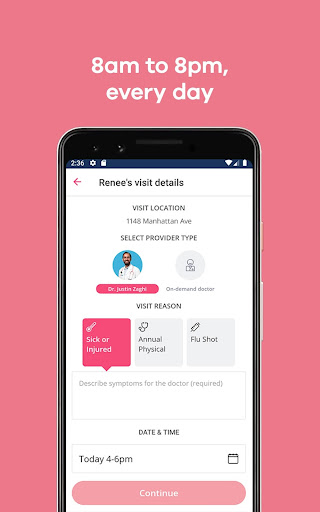 8am to 8pm,
every day
2:36
Renee's visit details
VISIT LOCATION
1148 Manhattan Ave
SELECT PROVIDER TYPE
Dr. Justin Zaghi
On-demand doctor
VISIT REASON
Sick or
Injured
Annual
Physical
Flu Shot
Describe symptoms for the doctor (required)
DATE & TIME
Today 4-6pm
Continue